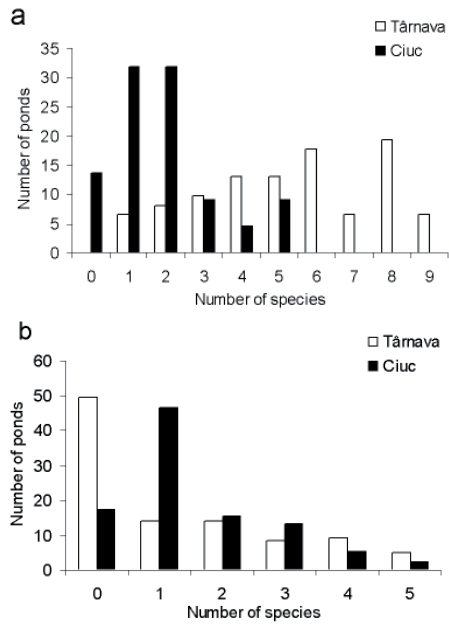 a
Târnava
Ciuc
Number of ponds
35
30
25
20
15
10
5
0
0 1 2 3 4 5 6 7 8 9
Number of species
b
Târnava
Ciuc
Number of ponds
60
50
40
30
20
10
0
0 1 2 3 4 5
Number of species